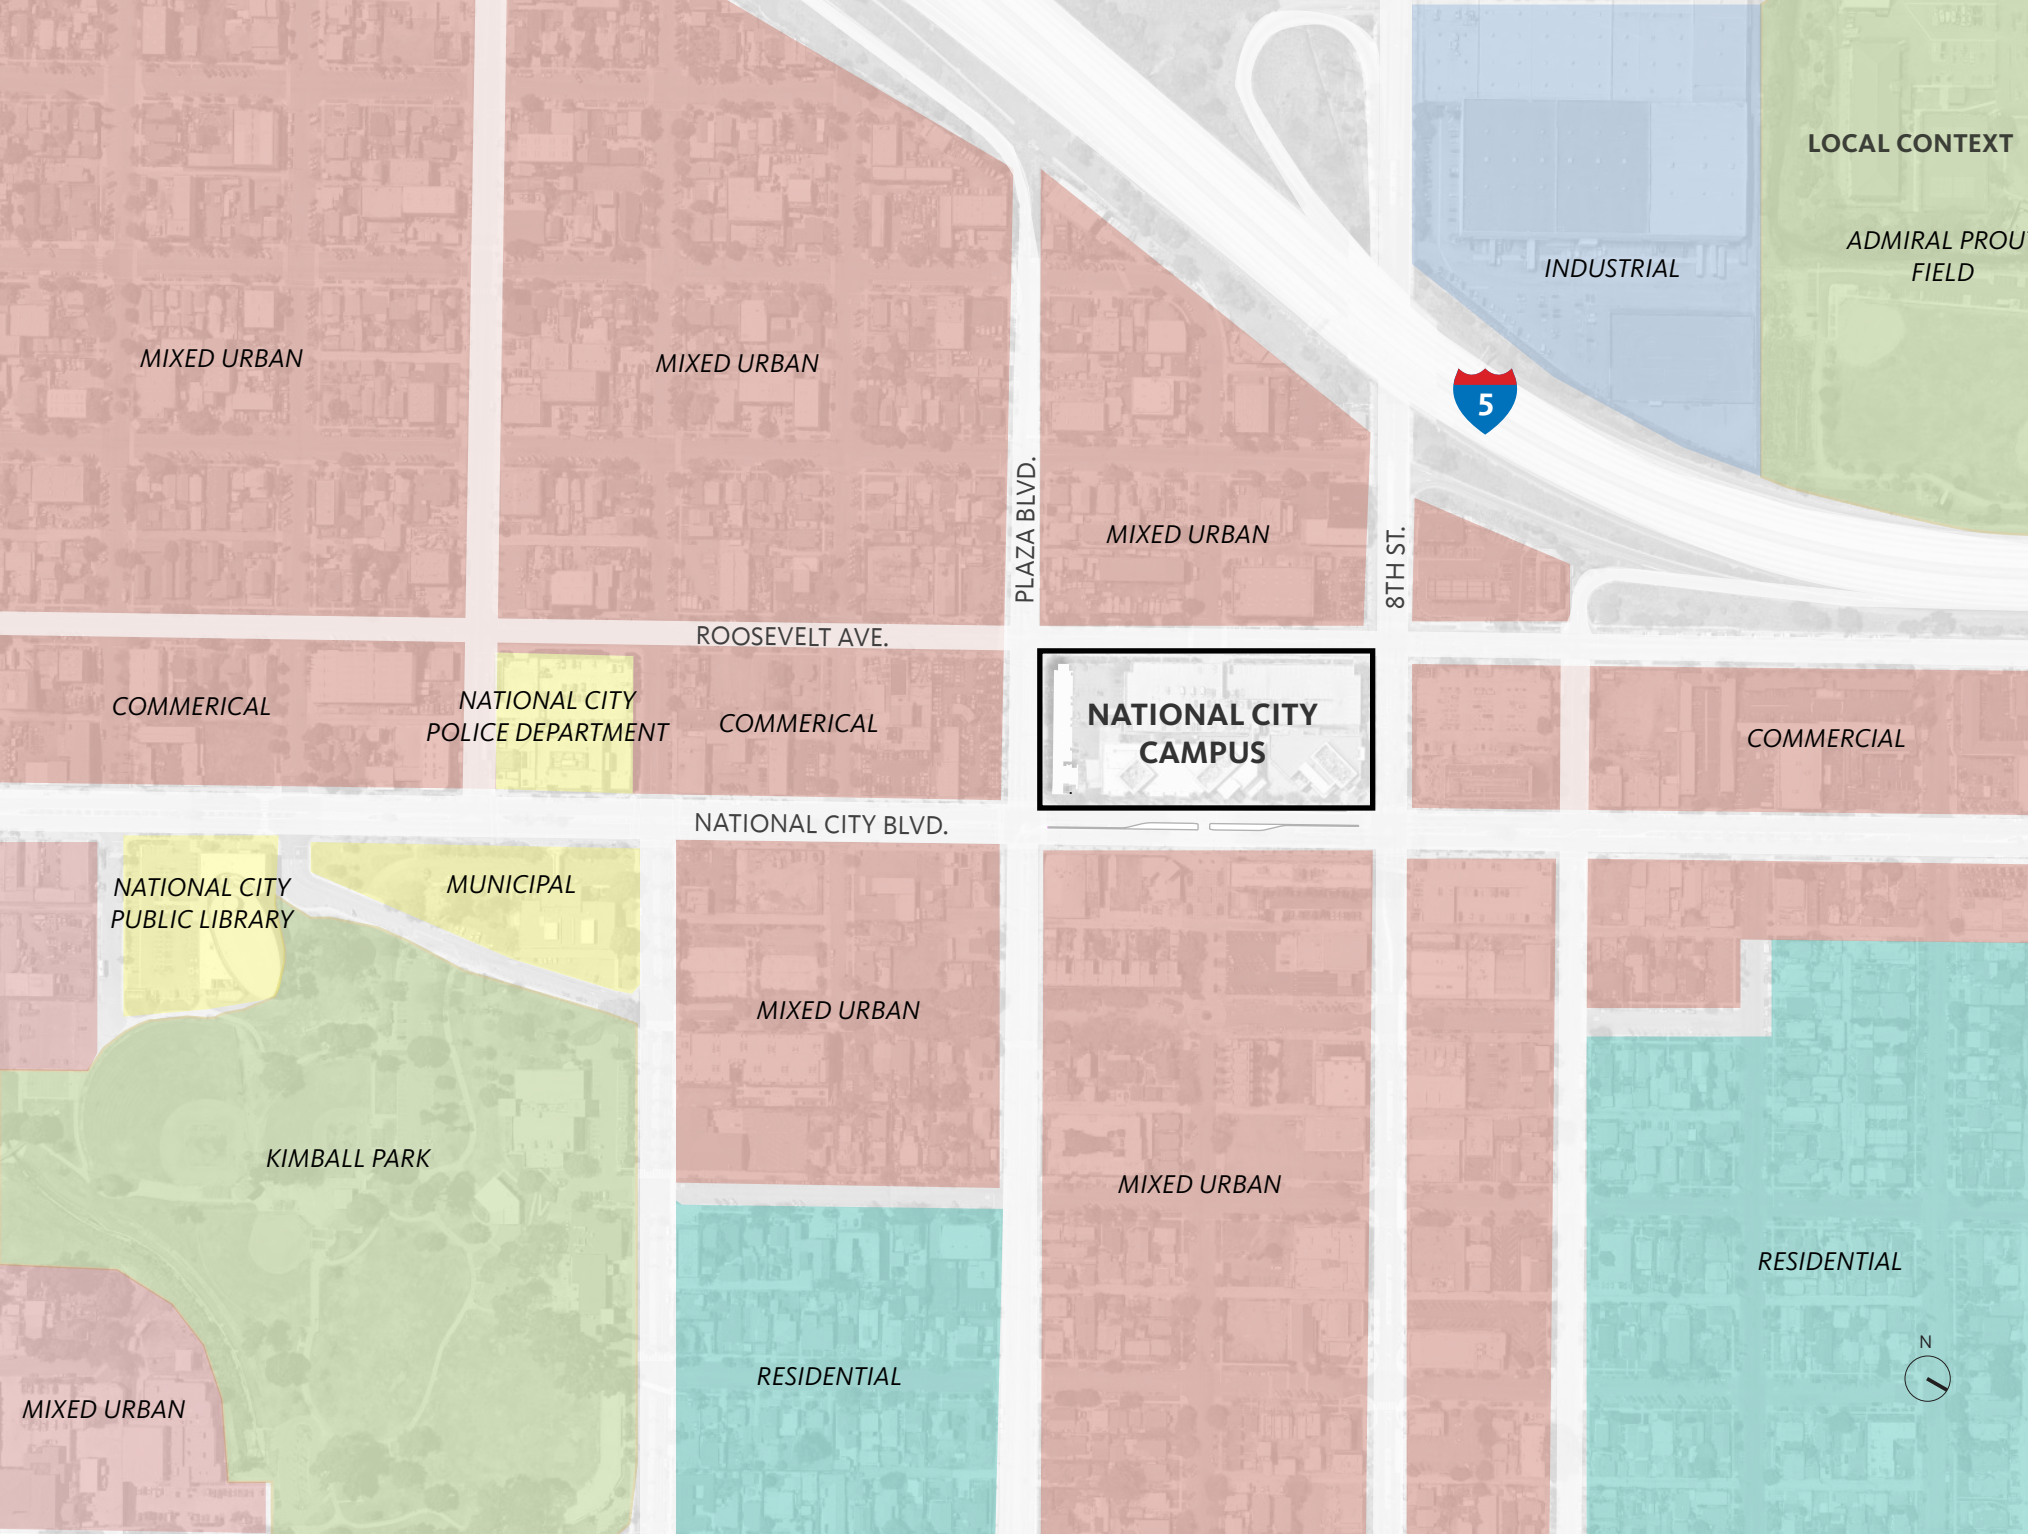 LOCAL CONTEXT
ADMIRAL PROU
FIELD
INDUSTRIAL
MIXED URBAN
MIXED URBAN
5
PLAZA BLVD.
MIXED URBAN
8TH ST.
ROOSEVELT AVE.
COMMERICAL
NATIONAL CITY
POLICE DEPARTMENT
COMMERICAL
NATIONAL CITY
CAMPUS
COMMERCIAL
NATIONAL CITY BLVD.
NATIONAL CITY
PUBLIC LIBRARY
MUNICIPAL
MIXED URBAN
KIMBALL PARK
MIXED URBAN
RESIDENTIAL
N
RESIDENTIAL
MIXED URBAN